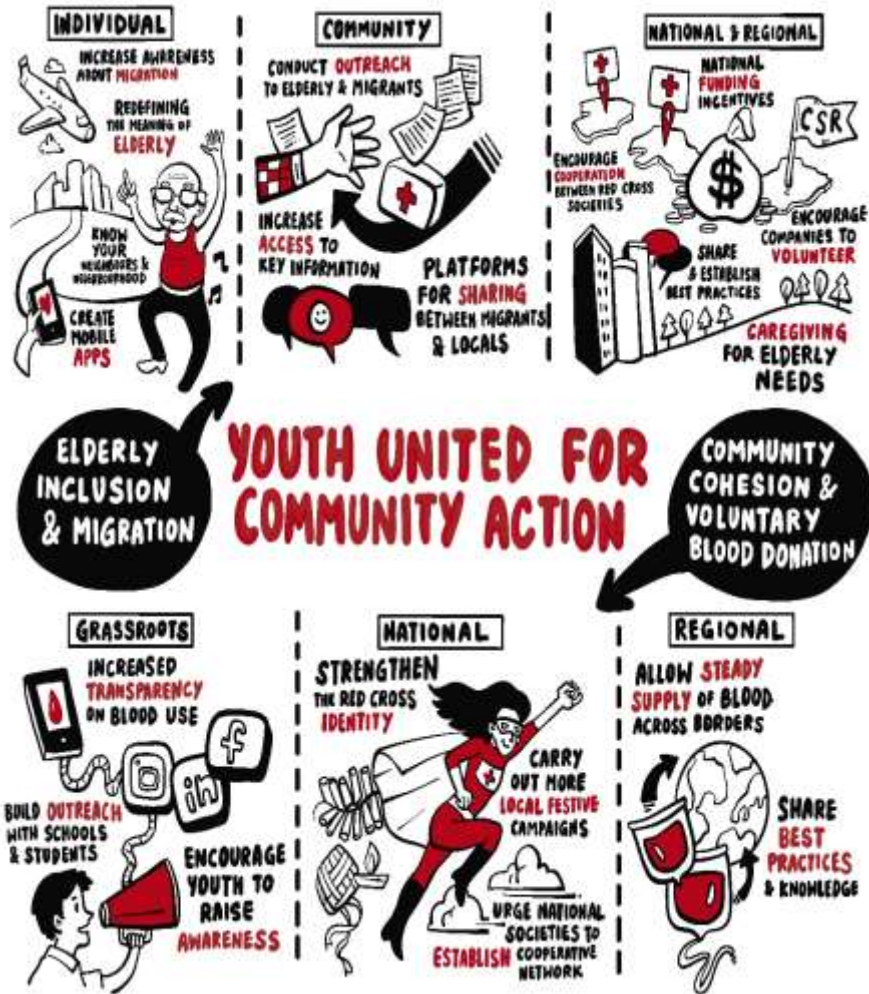 INDIVIDUAL
INCREASE AWARENESS
ABOUT MIGRATION
REDEFINING
THE MEANING OF
ELDERLY
KNOW
YOUR
NEIGHBOURS &
NEIGHBOURHOOD
CREATE
MOBILE
APPS
COMMUNITY
CONDUCT OUTREACH
TO ELDERLY & MIGRANTS
INCREASE
ACCESS TO
KEY INFORMATION
PLATFORMS
FOR SHARING
BETWEEN MIGRANTS
& LOCALS
NATIONAL & REGIONAL
NATIONAL
FUNDING
INCENTIVES
CSR
ENCOURAGE
COOPERATION
BETWEEN RED CROSS
SOCIETIES
$
ENCOURAGE
COMPANIES TO
VOLUNTEER
SHARE
& ESTABLISH
BEST PRACTICES
CAREGIVING
FOR ELDERLY
NEEDS
ELDERLY
INCLUSION
& MIGRATION
YOUTH UNITED FOR
COMMUNITY ACTION
COMMUNITY
COHESION &
VOLUNTARY
BLOOD DONATION
GRASSROOTS
INCREASED
TRANSPARENCY
ON BLOOD USE
f
in
BUILD OUTREACH
WITH SCHOOLS
& STUDENTS
ENCOURAGE
YOUTH TO
RAISE
AWARENESS
NATIONAL
STRENGTHEN
THE RED CROSS
IDENTITY
CARRY
OUT MORE
LOCAL FESTIVE
CAMPAIGNS
URGE NATIONAL
SOCIETIES TO
ESTABLISH COOPERATIVE
NETWORK
REGIONAL
ALLOW STEADY
SUPPLY OF BLOOD
ACROSS BORDERS
SHARE
BEST
PRACTICES
& KNOWLEDGE